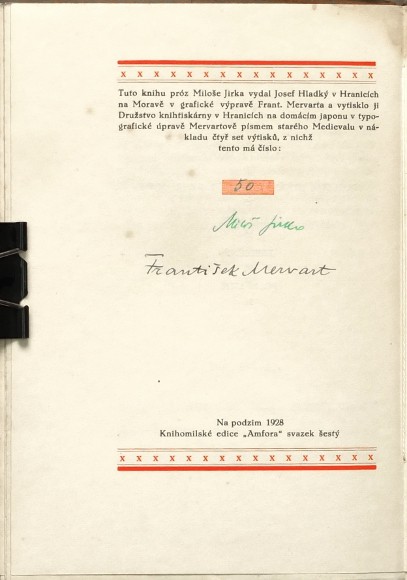 x x x x x x x x x x x x x x x x x x
Tuto knihu próz Miloše Jirka vydal Josef Hladký v Hranicích
na Moravě v grafické výpravě Frant. Mervarta a vytisklo ji
Družstvo knihtiskárny v Hranicích na domácím japonu v typo-
grafické úpravě Mervartově písmem starého Medievalu v ná-
kladu čtyř set výtisků, z nichž
tento má číslo:
50
Miloš Jirko
František Mervart
Na podzim 1928
Knihomilské edice „Amfora“ svazek šestý
x x x x x x x x x x x x x x x x x x